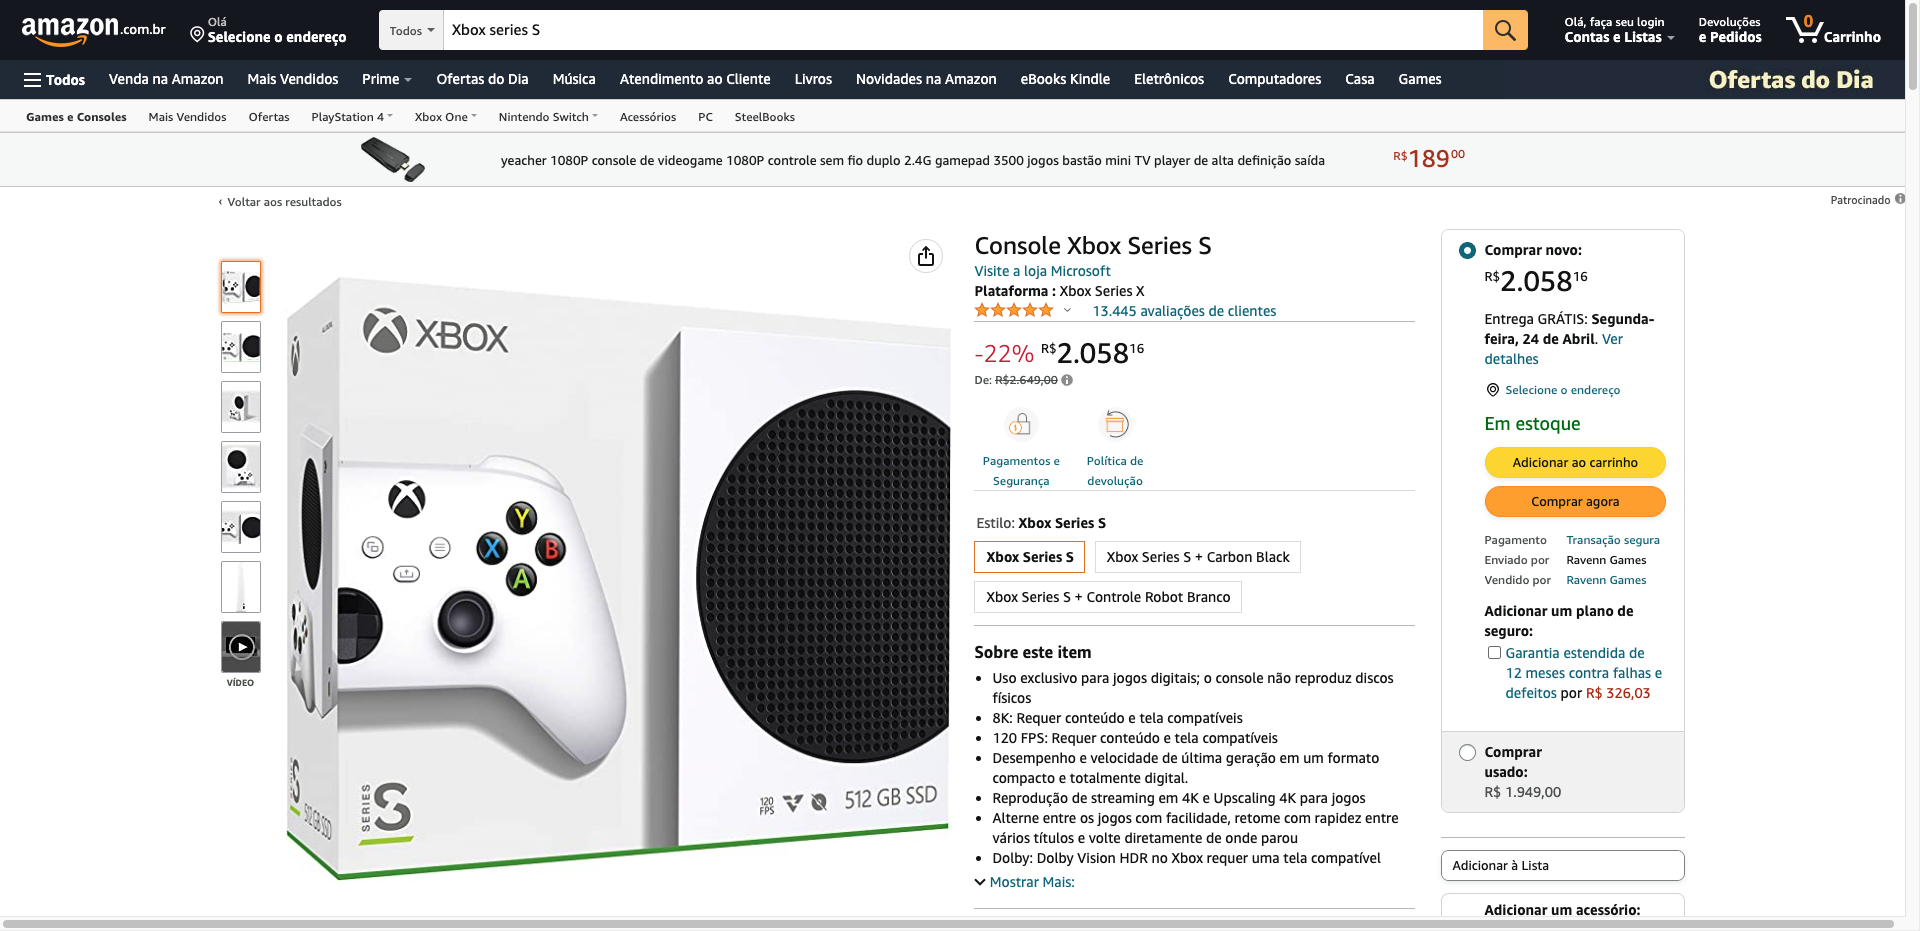 amazon.com.br
Olá
Selecione o endereço
Todos
Xbox series S
Olá, faça seu login
Contas e Listas
Devoluções
e Pedidos
0
Carrinho
Todos
Venda na Amazon
Mais Vendidos
Prime
Ofertas do Dia
Música
Atendimento ao Cliente
Livros
Novidades na Amazon
eBooks Kindle
Eletrônicos
Computadores
Casa
Games
Ofertas do Dia
Games e Consoles
Mais Vendidos
Ofertas
PlayStation 4
Xbox One
Nintendo Switch
Acessórios
PC
SteelBooks
yeacher 1080P console de videogame 1080P controle sem fio duplo 2.4G gamepad 3500 jogos bastão mini TV player de alta definição saída
R$18900
‹ Voltar aos resultados
Patrocinado
VÍDEO
XBOX
Y
X
B
A
SERIES
S
512 GB SSD
SERIES
S
120
FPS
512 GB SSD
Console Xbox Series S
Visite a loja Microsoft
Plataforma : Xbox Series X
13.445 avaliações de clientes
-22% R$2.05816
De: R$2.649,00
Pagamentos e
Segurança
Política de
devolução
Estilo: Xbox Series S
Xbox Series S
Xbox Series S + Carbon Black
Xbox Series S + Controle Robot Branco
Sobre este item
• Uso exclusivo para jogos digitais; o console não reproduz discos
físicos
• 8K: Requer conteúdo e tela compatíveis
• 120 FPS: Requer conteúdo e tela compatíveis
• Desempenho e velocidade de última geração em um formato
compacto e totalmente digital.
• Reprodução de streaming em 4K e Upscaling 4K para jogos
• Alterne entre os jogos com facilidade, retome com rapidez entre
vários títulos e volte diretamente de onde parou
• Dolby: Dolby Vision HDR no Xbox requer uma tela compatível
Mostrar Mais:
Comprar novo:
R$2.05816
Entrega GRÁTIS: Segunda-
feira, 24 de Abril. Ver
detalhes
Selecione o endereço
Em estoque
Adicionar ao carrinho
Comprar agora
Pagamento Transação segura
Enviado por Ravenn Games
Vendido por Ravenn Games
Adicionar um plano de
seguro:
Garantia estendida de
12 meses contra falhas e
defeitos por R$ 326,03
Comprar
usado:
R$ 1.949,00
Adicionar à Lista
Adicionar um acessório: